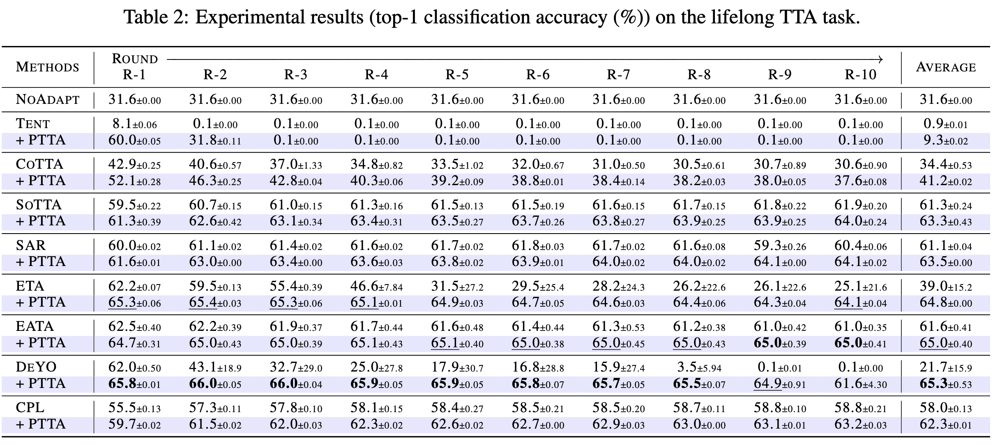 Table 2: Experimental results (top-1 classification accuracy (%)) on the lifelong TTA task.
METHODS ROUND AVERAGE
R-1 R-2 R-3 R-4 R-5 R-6 R-7 R-8 R-9 R-10
NOADAPT 31.6±0.00 31.6±0.00 31.6±0.00 31.6±0.00 31.6±0.00 31.6±0.00 31.6±0.00 31.6±0.00 31.6±0.00 31.6±0.00 31.6±0.00
TENT 8.1±0.06 0.1±0.00 0.1±0.00 0.1±0.00 0.1±0.00 0.1±0.00 0.1±0.00 0.1±0.00 0.1±0.00 0.1±0.00 0.9±0.01
+ PTTA 60.0±0.05 31.8±0.11 0.1±0.00 0.1±0.00 0.1±0.00 0.1±0.00 0.1±0.00 0.1±0.00 0.1±0.00 0.1±0.00 9.3±0.02
COTTA 42.9±0.25 40.6±0.57 37.0±1.33 34.8±0.82 33.5±1.02 32.0±0.67 31.0±0.50 30.5±0.61 30.7±0.89 30.6±0.90 34.4±0.53
+ PTTA 52.1±0.28 46.3±0.25 42.8±0.04 40.3±0.06 39.2±0.09 38.8±0.01 38.4±0.14 38.2±0.03 38.0±0.05 37.6±0.08 41.2±0.02
SOTTA 59.5±0.22 60.7±0.15 61.0±0.15 61.3±0.16 61.5±0.13 61.5±0.19 61.6±0.15 61.7±0.15 61.8±0.22 61.9±0.20 61.3±0.24
+ PTTA 61.3±0.39 62.6±0.42 63.1±0.34 63.4±0.31 63.5±0.27 63.7±0.26 63.8±0.27 63.9±0.25 63.9±0.25 64.0±0.24 63.3±0.43
SAR 60.0±0.02 61.1±0.02 61.4±0.02 61.6±0.02 61.7±0.02 61.8±0.03 61.7±0.02 61.6±0.08 59.3±0.26 60.4±0.06 61.1±0.04
+ PTTA 61.6±0.01 63.0±0.00 63.4±0.00 63.6±0.03 63.8±0.02 63.9±0.01 64.0±0.02 64.0±0.02 64.1±0.00 64.1±0.02 63.5±0.00
ETA 62.2±0.07 59.5±0.13 55.4±0.39 46.6±7.84 31.5±27.2 29.5±25.4 28.2±24.3 26.2±22.6 26.1±22.6 25.1±21.6 39.0±15.2
+ PTTA 65.3±0.06 65.4±0.03 65.3±0.06 65.1±0.01 64.9±0.03 64.7±0.05 64.6±0.03 64.4±0.06 64.3±0.04 64.1±0.04 64.8±0.00
EATA 62.5±0.40 62.2±0.39 61.9±0.37 61.7±0.44 61.6±0.48 61.4±0.44 61.3±0.53 61.2±0.38 61.0±0.42 61.0±0.35 61.6±0.41
+ PTTA 64.7±0.31 65.0±0.43 65.0±0.39 65.1±0.43 65.1±0.40 65.0±0.38 65.0±0.45 65.0±0.43 65.0±0.39 65.0±0.41 65.0±0.40
DEYO 62.0±0.50 43.1±18.9 32.7±29.0 25.0±27.8 17.9±30.7 16.8±28.8 15.9±27.4 3.5±5.94 0.1±0.01 0.1±0.00 21.7±15.9
+ PTTA 65.8±0.01 66.0±0.05 66.0±0.04 65.9±0.05 65.9±0.05 65.8±0.07 65.7±0.05 65.5±0.07 64.9±0.91 61.6±4.30 65.3±0.53
CPL 55.5±0.13 57.3±0.11 57.8±0.10 58.1±0.15 58.4±0.27 58.5±0.21 58.5±0.20 58.7±0.11 58.8±0.10 58.8±0.21 58.0±0.13
+ PTTA 59.7±0.02 61.5±0.02 62.0±0.03 62.3±0.02 62.6±0.02 62.7±0.00 62.9±0.03 63.0±0.00 63.1±0.01 63.2±0.03 62.3±0.01